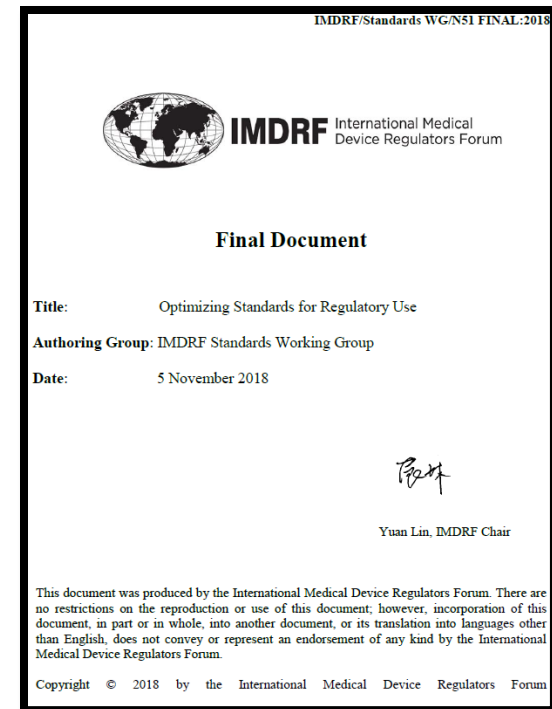 IMDRF/Standards WG/N51 FINAL:2018
IMDRF International Medical
Device Regulators Forum
Final Document
Title: Optimizing Standards for Regulatory Use
Authoring Group: IMDRF Standards Working Group
Date: 5 November 2018
Yuan Lin, IMDRF Chair
This document was produced by the International Medical Device Regulators Forum. There are
no restrictions on the reproduction or use of this document; however, incorporation of this
document, in part or in whole, into another document, or its translation into languages other
than English, does not convey or represent an endorsement of any kind by the International
Medical Device Regulators Forum.
Copyright © 2018 by the International Medical Device Regulators Forum